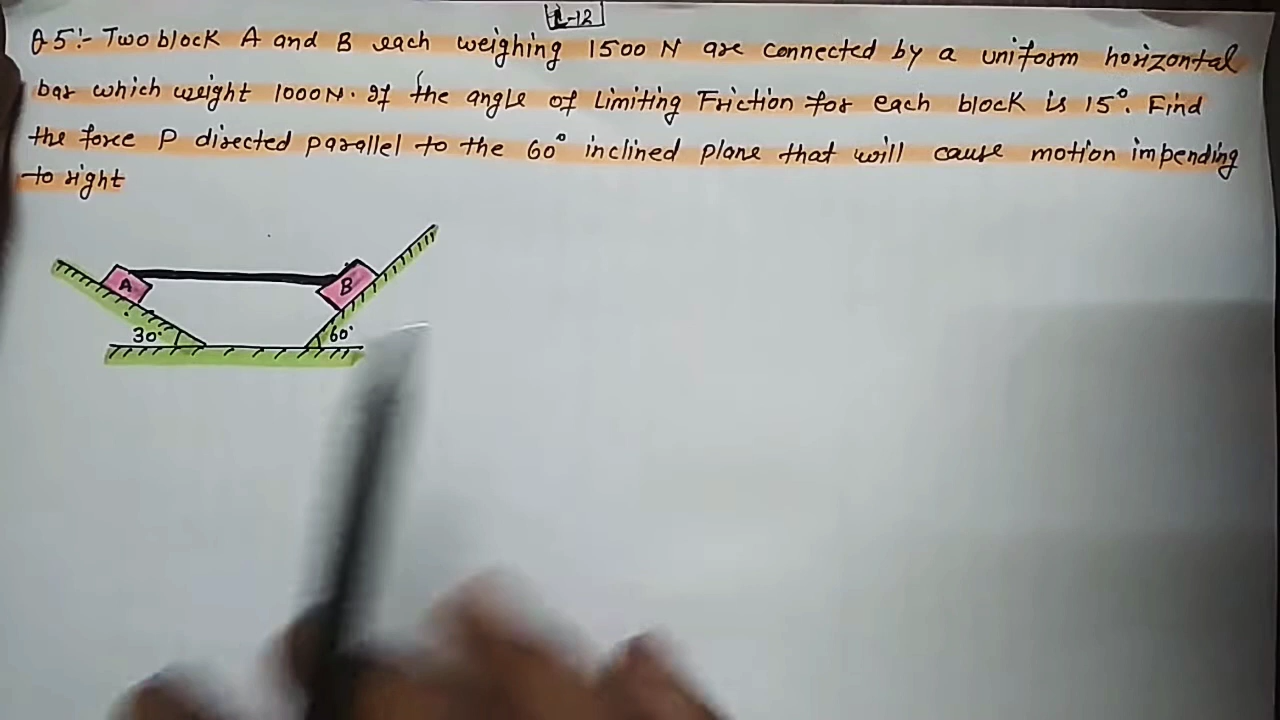 L-12
Q5:- Two block A and B each weighing 1500 N are connected by a uniform horizontal
bar which weight 1000N. If the angle of Limiting Friction for each block is 15°. Find
the force P directed parallel to the 60° inclined plane that will cause motion impending
to right
A
B
30°
60°